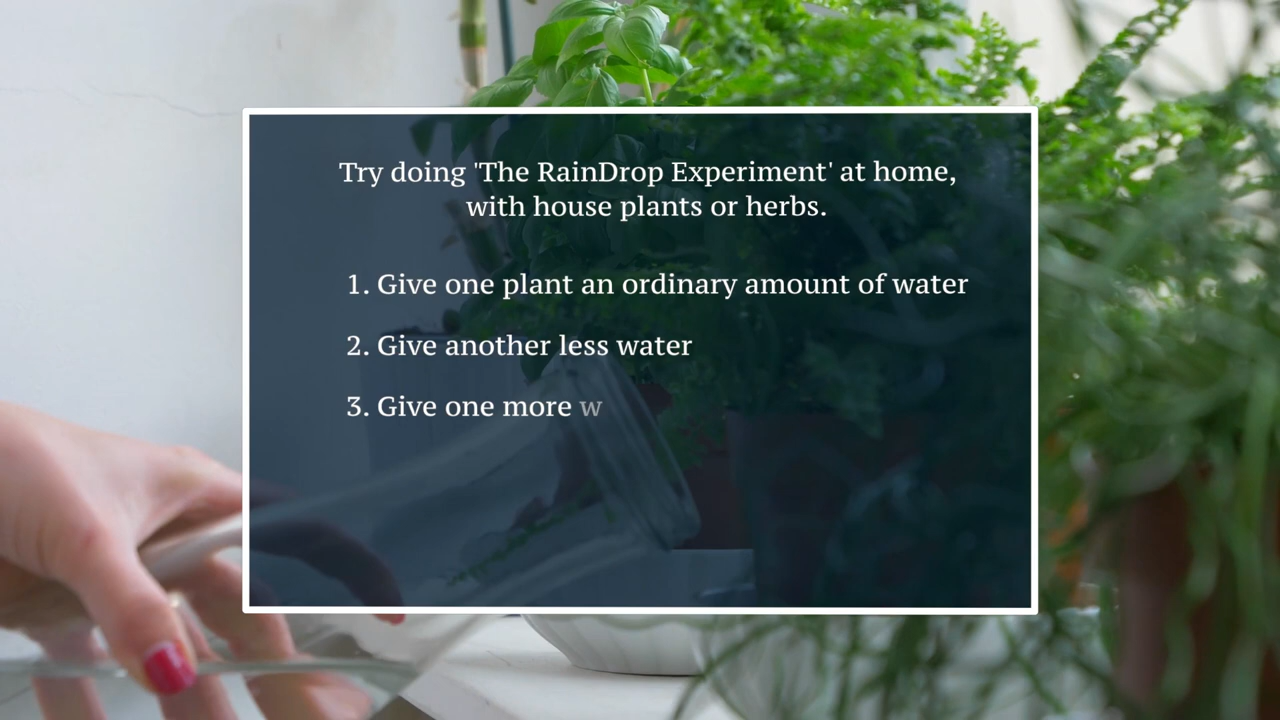 Try doing 'The RainDrop Experiment' at home,
with house plants or herbs.
1. Give one plant an ordinary amount of water
2. Give another less water
3. Give one more w